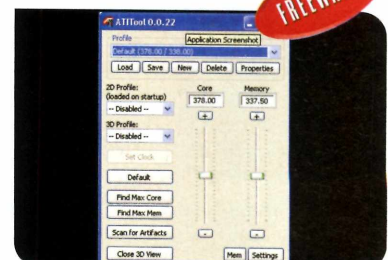 FREEWARE
ATITool 0.0.22
Profile
Application Screenshot
Default (378.00 / 338.00)
Load Save New Delete Properties
2D Profile:
(loaded on startup)
-- Disabled --
3D Profile:
-- Disabled --
Core Memory
378.00 337.50
+ +
Set Clock
Default
Find Max Core
Find Max Mem
Scan for Artifacts
- -
Close 3D View
Mem Settings